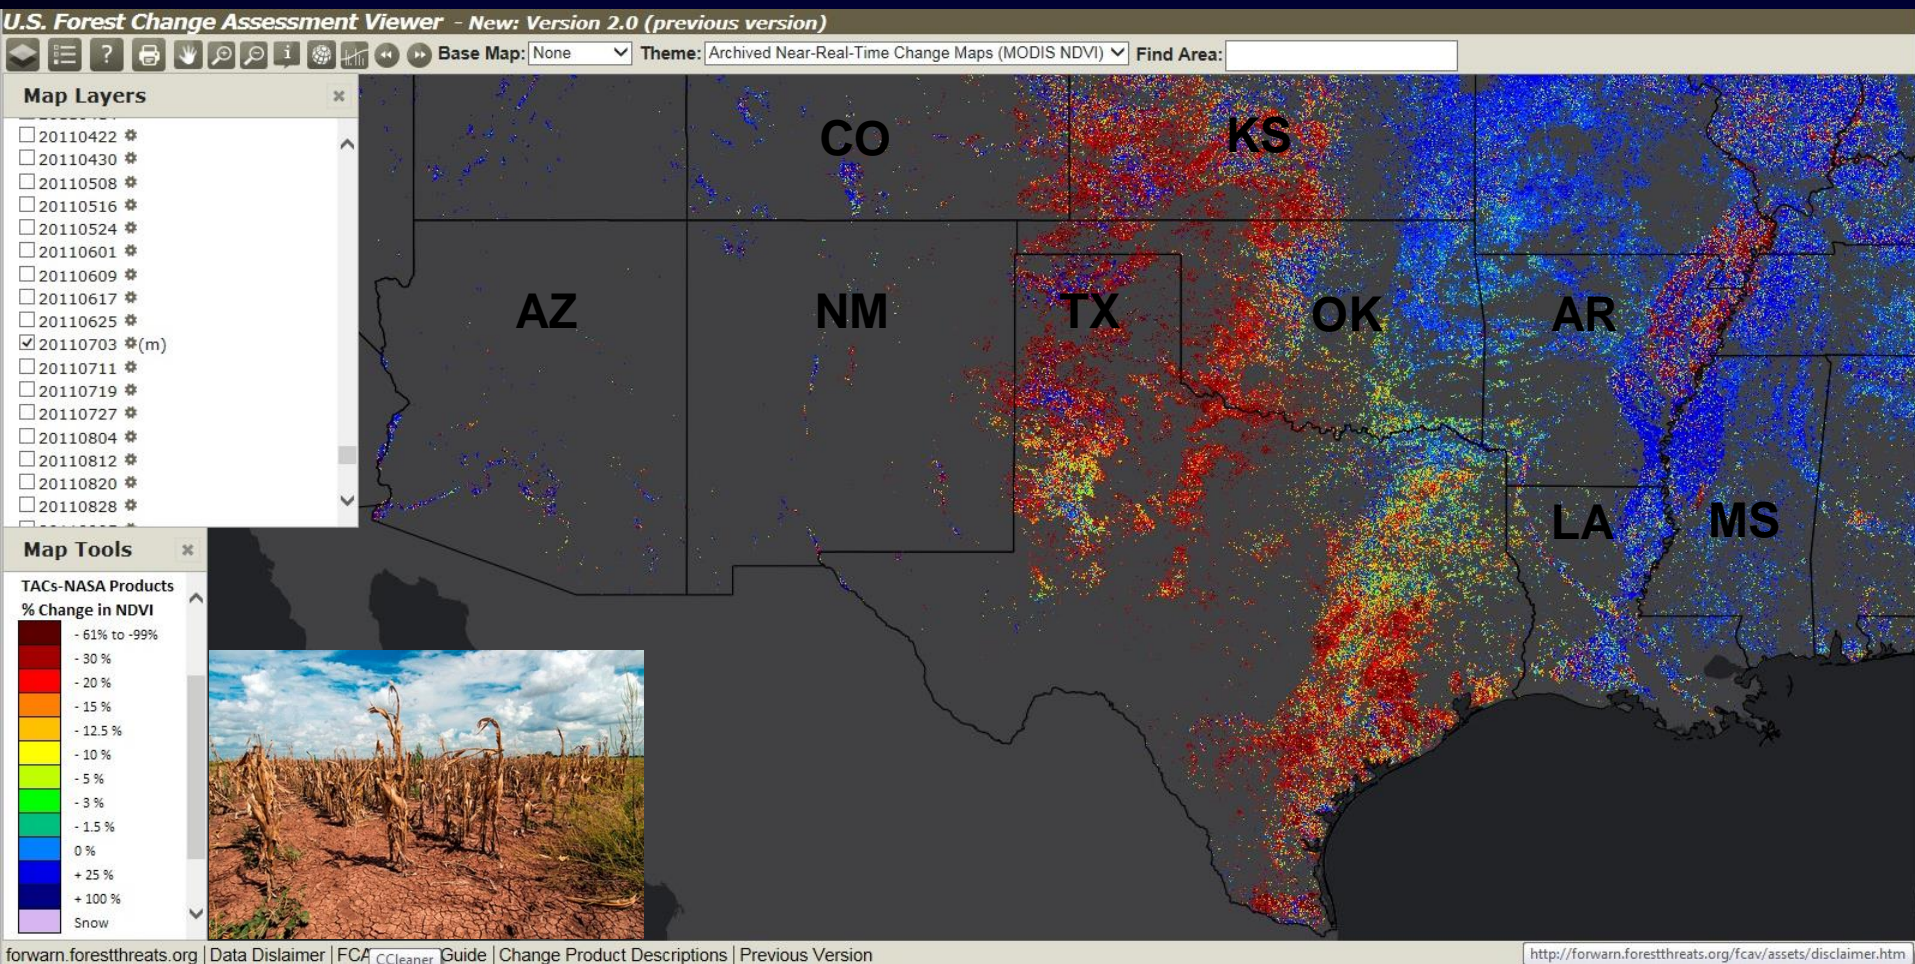 U.S. Forest Change Assessment Viewer - New: Version 2.0 (previous version)
? i Base Map: None Theme: Archived Near-Real-Time Change Maps (MODIS NDVI) Find Area:
Map Layers ×
20110422
20110430
20110508
20110516
20110524
20110601
20110609
20110617
20110625
20110703 (m)
20110711
20110719
20110727
20110804
20110812
20110820
20110828
Map Tools ×
TACs-NASA Products
% Change in NDVI
- 61% to -99%
- 30 %
- 20 %
- 15 %
- 12.5 %
- 10 %
- 5 %
- 3 %
- 1.5 %
0 %
+ 25 %
+ 100 %
Snow
CO KS
AZ NM TX OK AR
LA MS
forwarn.forestthreats.org | Data Dislaimer | FCA Guide | Change Product Descriptions | Previous Version
CCleaner
http://forwarn.forestthreats.org/fcav/assets/disclaimer.htm